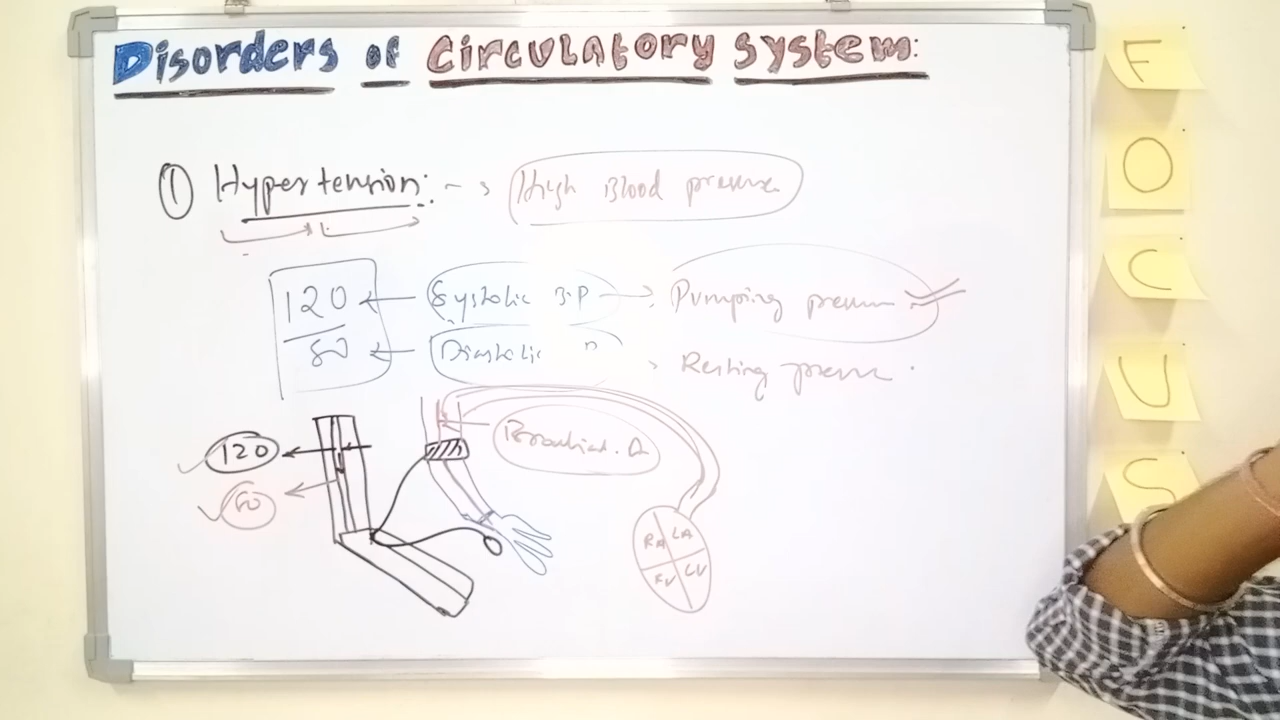 Disorders of Circulatory System:
① Hypertension: → High Blood pressure
120 ← Systolic B.P → Pumping pressure
80 ← Diastolic " → Resting pressure
120
80
Brachial. A
RA LA
RV LV
F
O
C
U
S